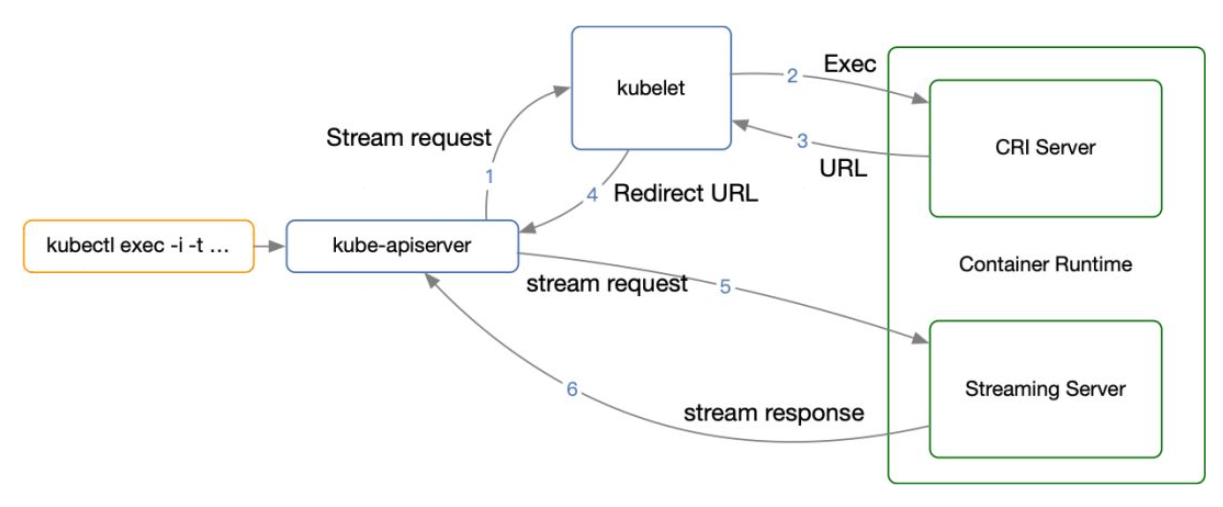 kubelet
2
Exec
Stream request
CRI Server
3
URL
1
4
Redirect URL
kubectl exec -i -t ...
kube-apiserver
Container Runtime
stream request
5
6
Streaming Server
stream response